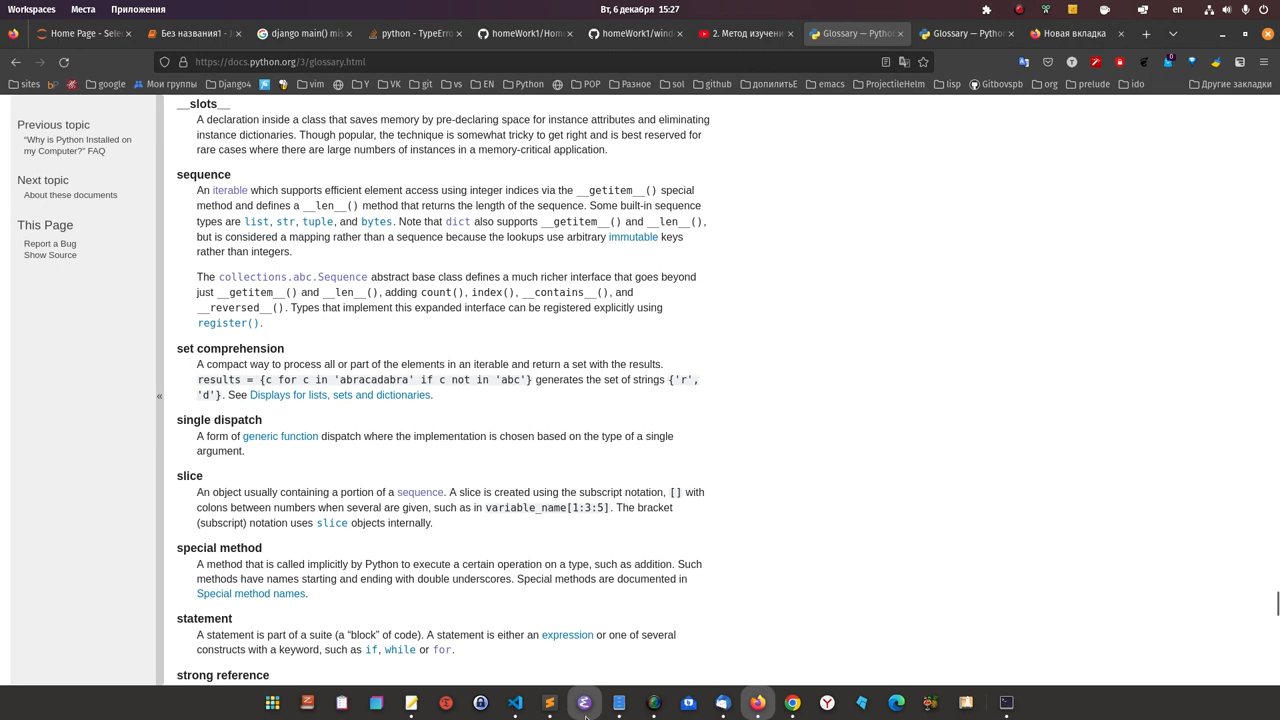 Workspaces Места Приложения Вт, 6 декабря 15:27 en
Home Page - Selec Без названия1 - Ju django main() mis python - TypeErro homeWork1/Hom homeWork1/wind 2. Метод изучени Glossary — Python Glossary — Python Новая вкладка
https://docs.python.org/3/glossary.html
sites google Мои группы Django4 vim Y VK git vs EN Python POP Разное sol github допилитьE emacs ProjectileHelm lisp Gitbovspb org prelude ido Другие закладки
Previous topic
“Why is Python Installed on
my Computer?” FAQ
Next topic
About these documents
This Page
Report a Bug
Show Source
«
__slots__
A declaration inside a class that saves memory by pre-declaring space for instance attributes and eliminating
instance dictionaries. Though popular, the technique is somewhat tricky to get right and is best reserved for
rare cases where there are large numbers of instances in a memory-critical application.
sequence
An iterable which supports efficient element access using integer indices via the __getitem__() special
method and defines a __len__() method that returns the length of the sequence. Some built-in sequence
types are list, str, tuple, and bytes. Note that dict also supports __getitem__() and __len__(),
but is considered a mapping rather than a sequence because the lookups use arbitrary immutable keys
rather than integers.
The collections.abc.Sequence abstract base class defines a much richer interface that goes beyond
just __getitem__() and __len__(), adding count(), index(), __contains__(), and
__reversed__(). Types that implement this expanded interface can be registered explicitly using
register().
set comprehension
A compact way to process all or part of the elements in an iterable and return a set with the results.
results = {c for c in 'abracadabra' if c not in 'abc'} generates the set of strings {'r',
'd'}. See Displays for lists, sets and dictionaries.
single dispatch
A form of generic function dispatch where the implementation is chosen based on the type of a single
argument.
slice
An object usually containing a portion of a sequence. A slice is created using the subscript notation, [] with
colons between numbers when several are given, such as in variable_name[1:3:5]. The bracket
(subscript) notation uses slice objects internally.
special method
A method that is called implicitly by Python to execute a certain operation on a type, such as addition. Such
methods have names starting and ending with double underscores. Special methods are documented in
Special method names.
statement
A statement is part of a suite (a “block” of code). A statement is either an expression or one of several
constructs with a keyword, such as if, while or for.
strong reference